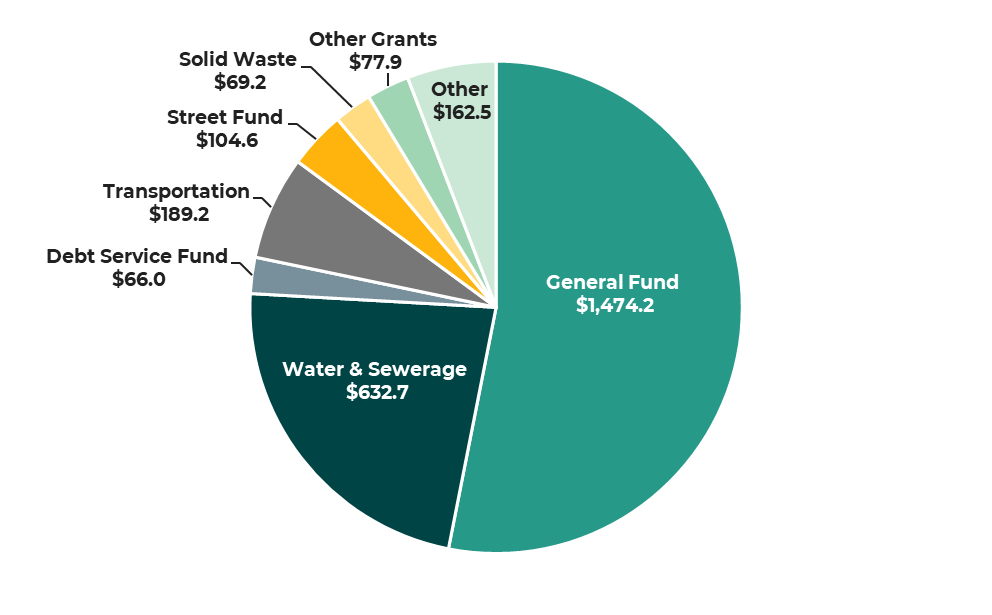 Other Grants
$77.9
Solid Waste
$69.2
Other
$162.5
Street Fund
$104.6
Transportation
$189.2
Debt Service Fund
$66.0
General Fund
$1,474.2
Water & Sewerage
$632.7